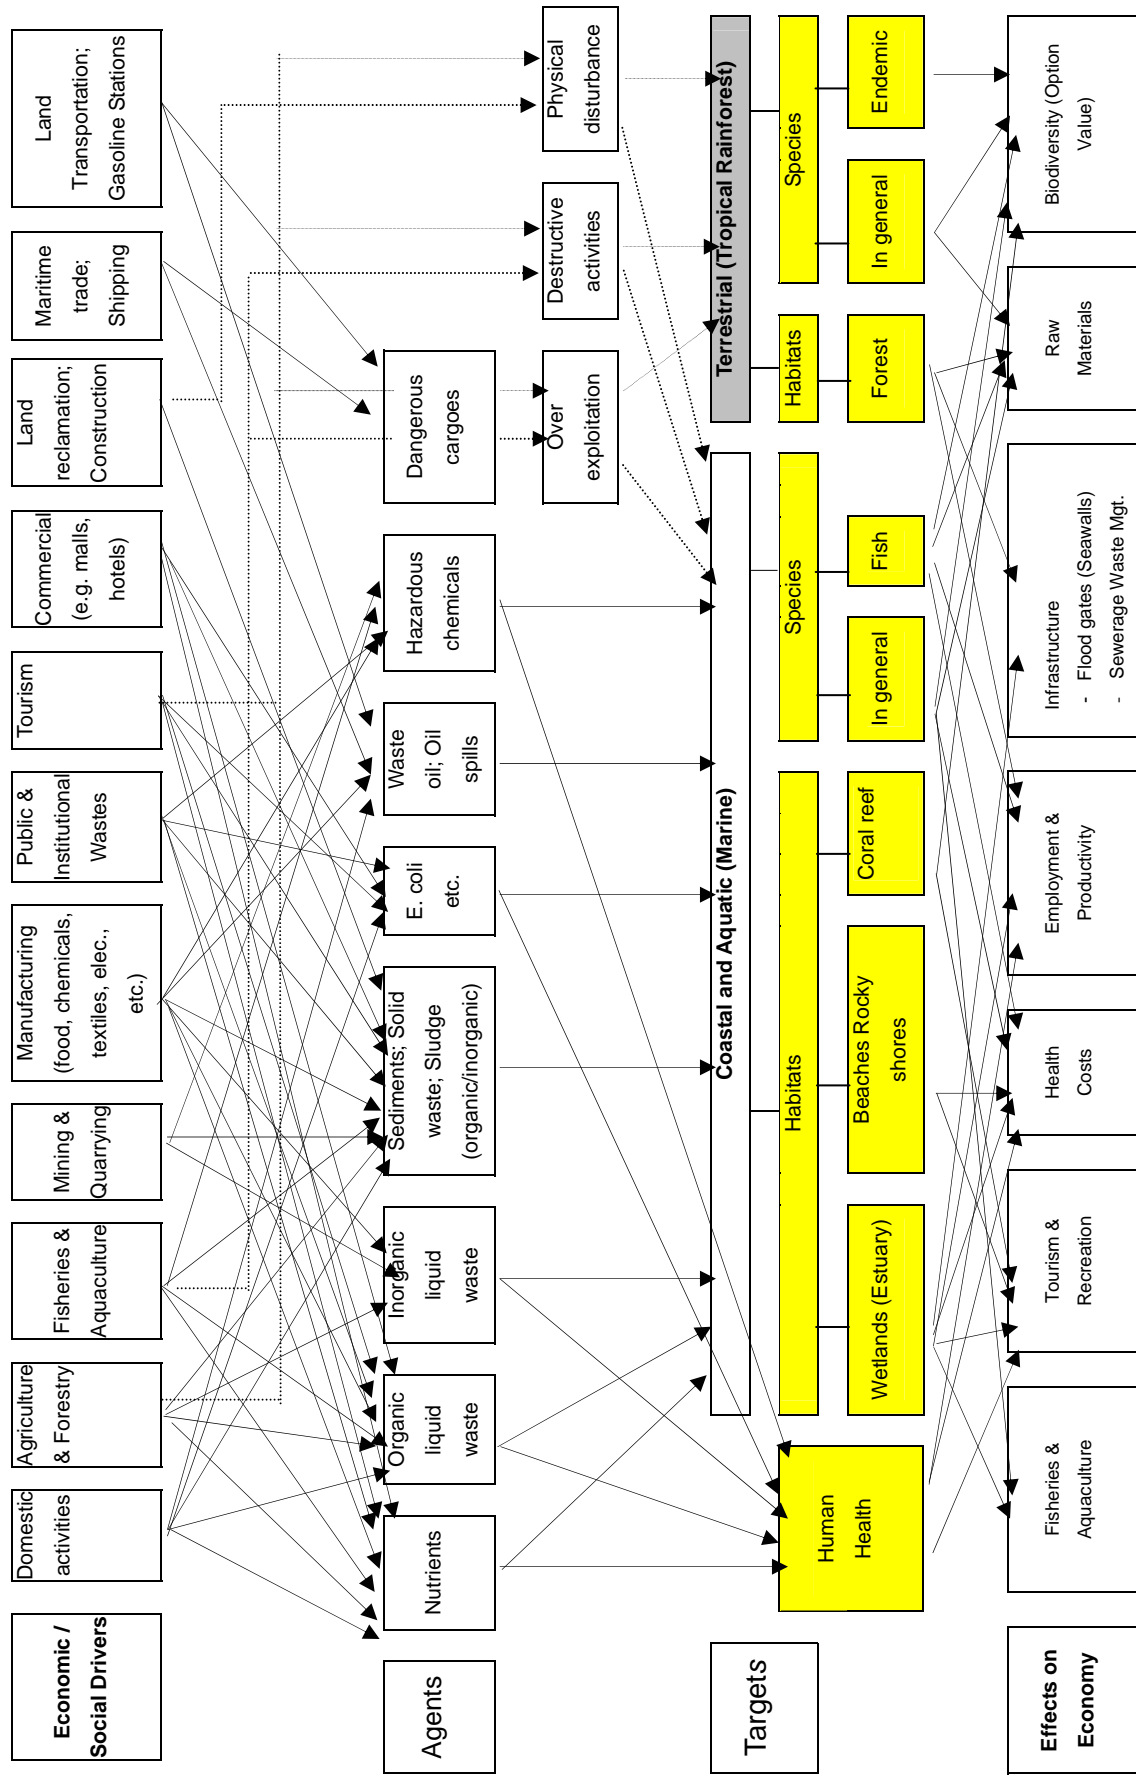 Economic /
Social Drivers
Domestic
activities
Agriculture
& Forestry
Fisheries &
Aquaculture
Mining &
Quarrying
Manufacturing
(food, chemicals,
textiles, elec.,
etc.)
Public &
Institutional
Wastes
Tourism
Commercial
(e.g. malls,
hotels)
Land
reclamation;
Construction
Maritime
trade;
Shipping
Land
Transportation;
Gasoline Stations
Agents
Nutrients
Organic
liquid
waste
Inorganic
liquid
waste
Sediments; Solid
waste; Sludge
(organic/inorganic)
E. coli
etc.
Waste
oil; Oil
spills
Hazardous
chemicals
Dangerous
cargoes
Over
exploitation
Destructive
activities
Physical
disturbance
Targets
Human
Health
Coastal and Aquatic (Marine)
Habitats
Wetlands (Estuary)
Beaches Rocky
shores
Coral reef
Species
In general
Fish
Terrestrial (Tropical Rainforest)
Habitats
Forest
Species
In general
Endemic
Effects on
Economy
Fisheries &
Aquaculture
Tourism &
Recreation
Health
Costs
Employment &
Productivity
Infrastructure
- Flood gates (Seawalls)
- Sewerage Waste Mgt.
Raw
Materials
Biodiversity (Option
Value)